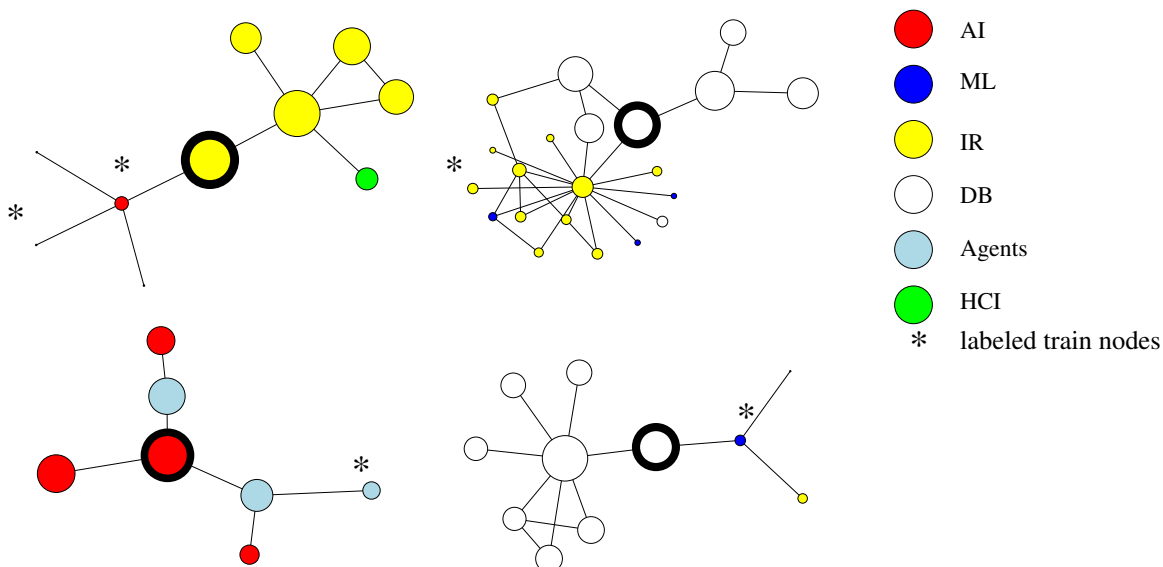 AI
ML
IR
DB
Agents
HCI
* labeled train nodes
*
*
*
*
*